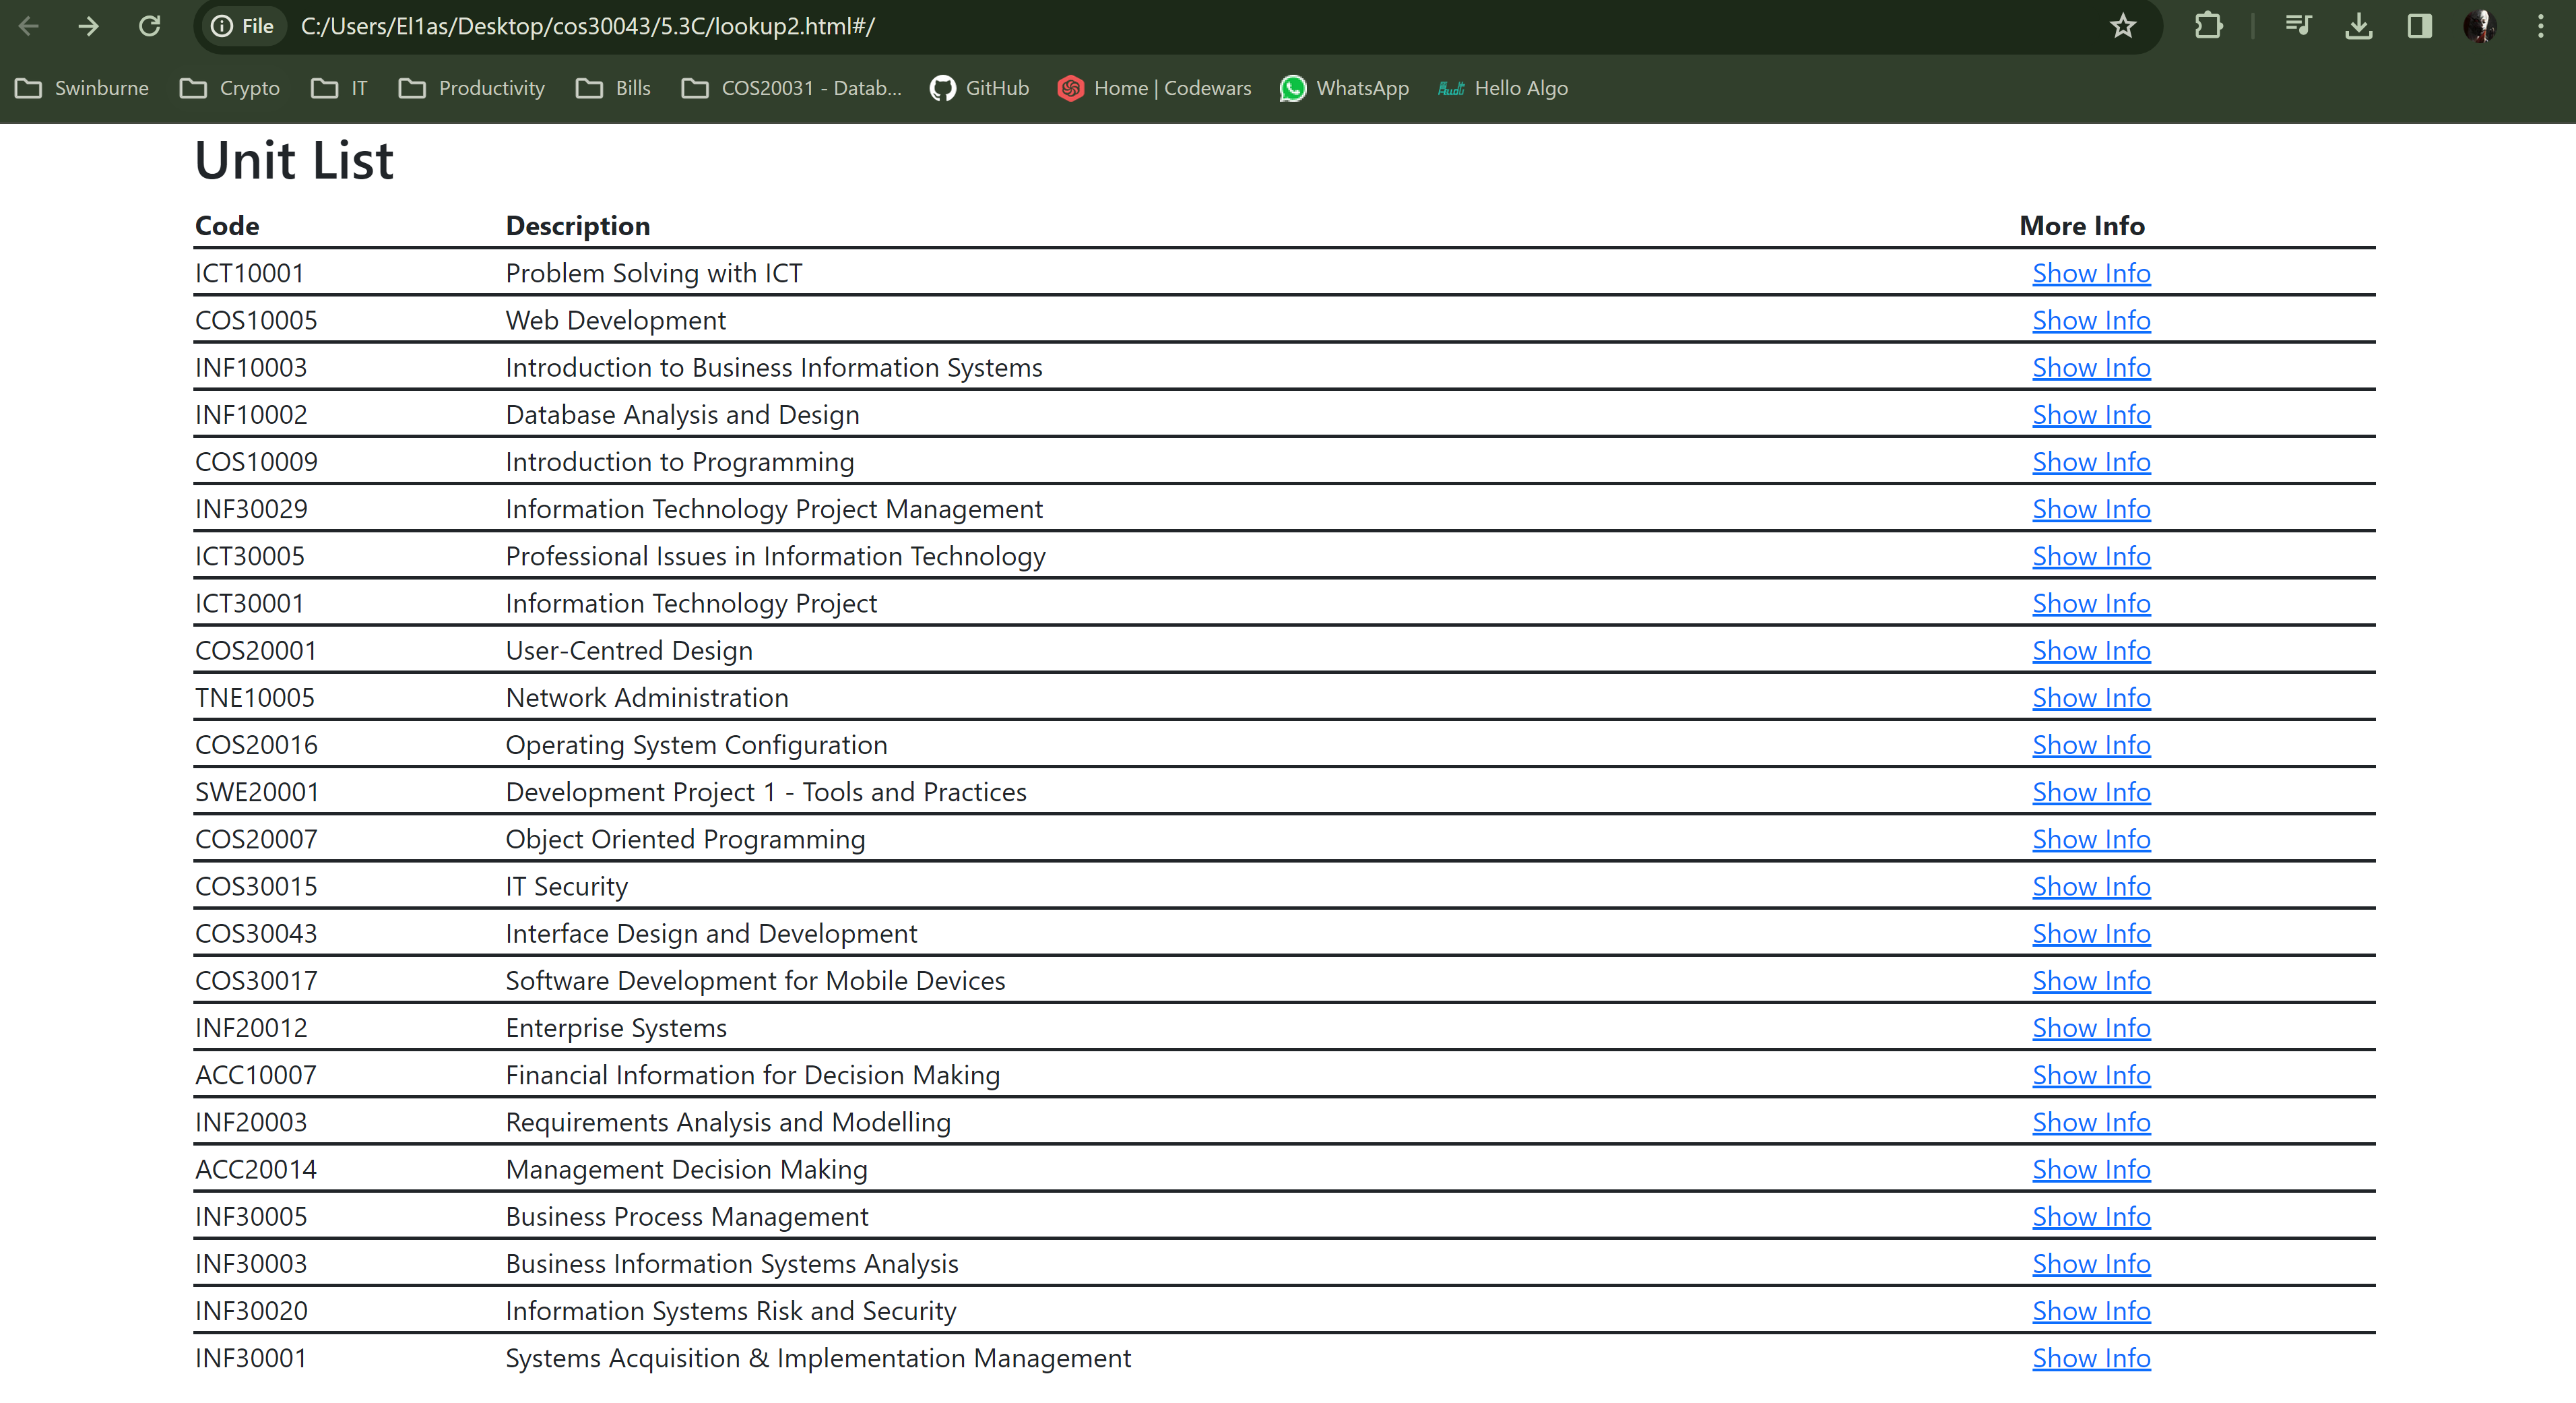 File C:/Users/El1as/Desktop/cos30043/5.3C/lookup2.html#/
Swinburne Crypto IT Productivity Bills COS20031 - Datab... GitHub Home | Codewars WhatsApp Hello Algo
Unit List
Code Description More Info
ICT10001 Problem Solving with ICT Show Info
COS10005 Web Development Show Info
INF10003 Introduction to Business Information Systems Show Info
INF10002 Database Analysis and Design Show Info
COS10009 Introduction to Programming Show Info
INF30029 Information Technology Project Management Show Info
ICT30005 Professional Issues in Information Technology Show Info
ICT30001 Information Technology Project Show Info
COS20001 User-Centred Design Show Info
TNE10005 Network Administration Show Info
COS20016 Operating System Configuration Show Info
SWE20001 Development Project 1 - Tools and Practices Show Info
COS20007 Object Oriented Programming Show Info
COS30015 IT Security Show Info
COS30043 Interface Design and Development Show Info
COS30017 Software Development for Mobile Devices Show Info
INF20012 Enterprise Systems Show Info
ACC10007 Financial Information for Decision Making Show Info
INF20003 Requirements Analysis and Modelling Show Info
ACC20014 Management Decision Making Show Info
INF30005 Business Process Management Show Info
INF30003 Business Information Systems Analysis Show Info
INF30020 Information Systems Risk and Security Show Info
INF30001 Systems Acquisition & Implementation Management Show Info